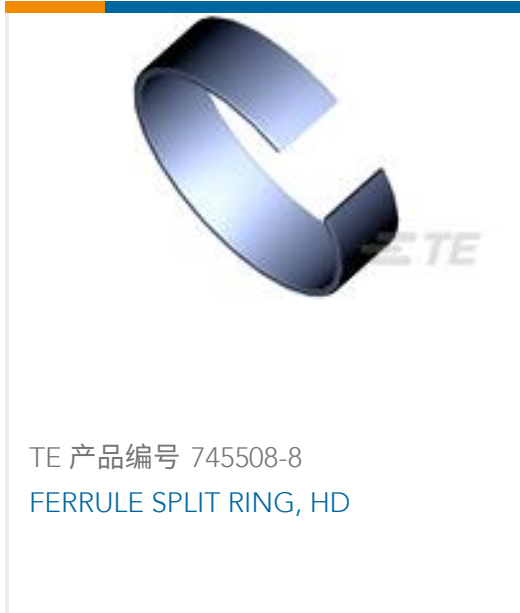 TE
TE 产品编号 745508-8
FERRULE SPLIT RING, HD